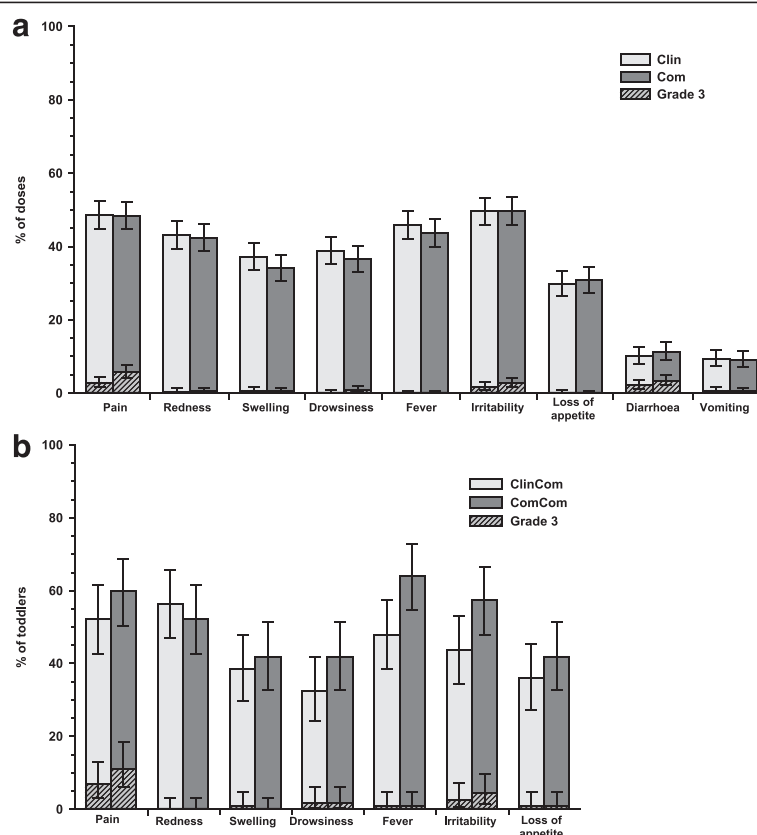 a
100
80
60
40
20
0
% of doses
Clin
Com
Grade 3
Pain
Redness
Swelling
Drowsiness
Fever
Irritability
Loss of
appetite
Diarrhoea
Vomiting
b
100
80
60
40
20
0
% of toddlers
ClinCom
ComCom
Grade 3
Pain
Redness
Swelling
Drowsiness
Fever
Irritability
Loss of
appetite